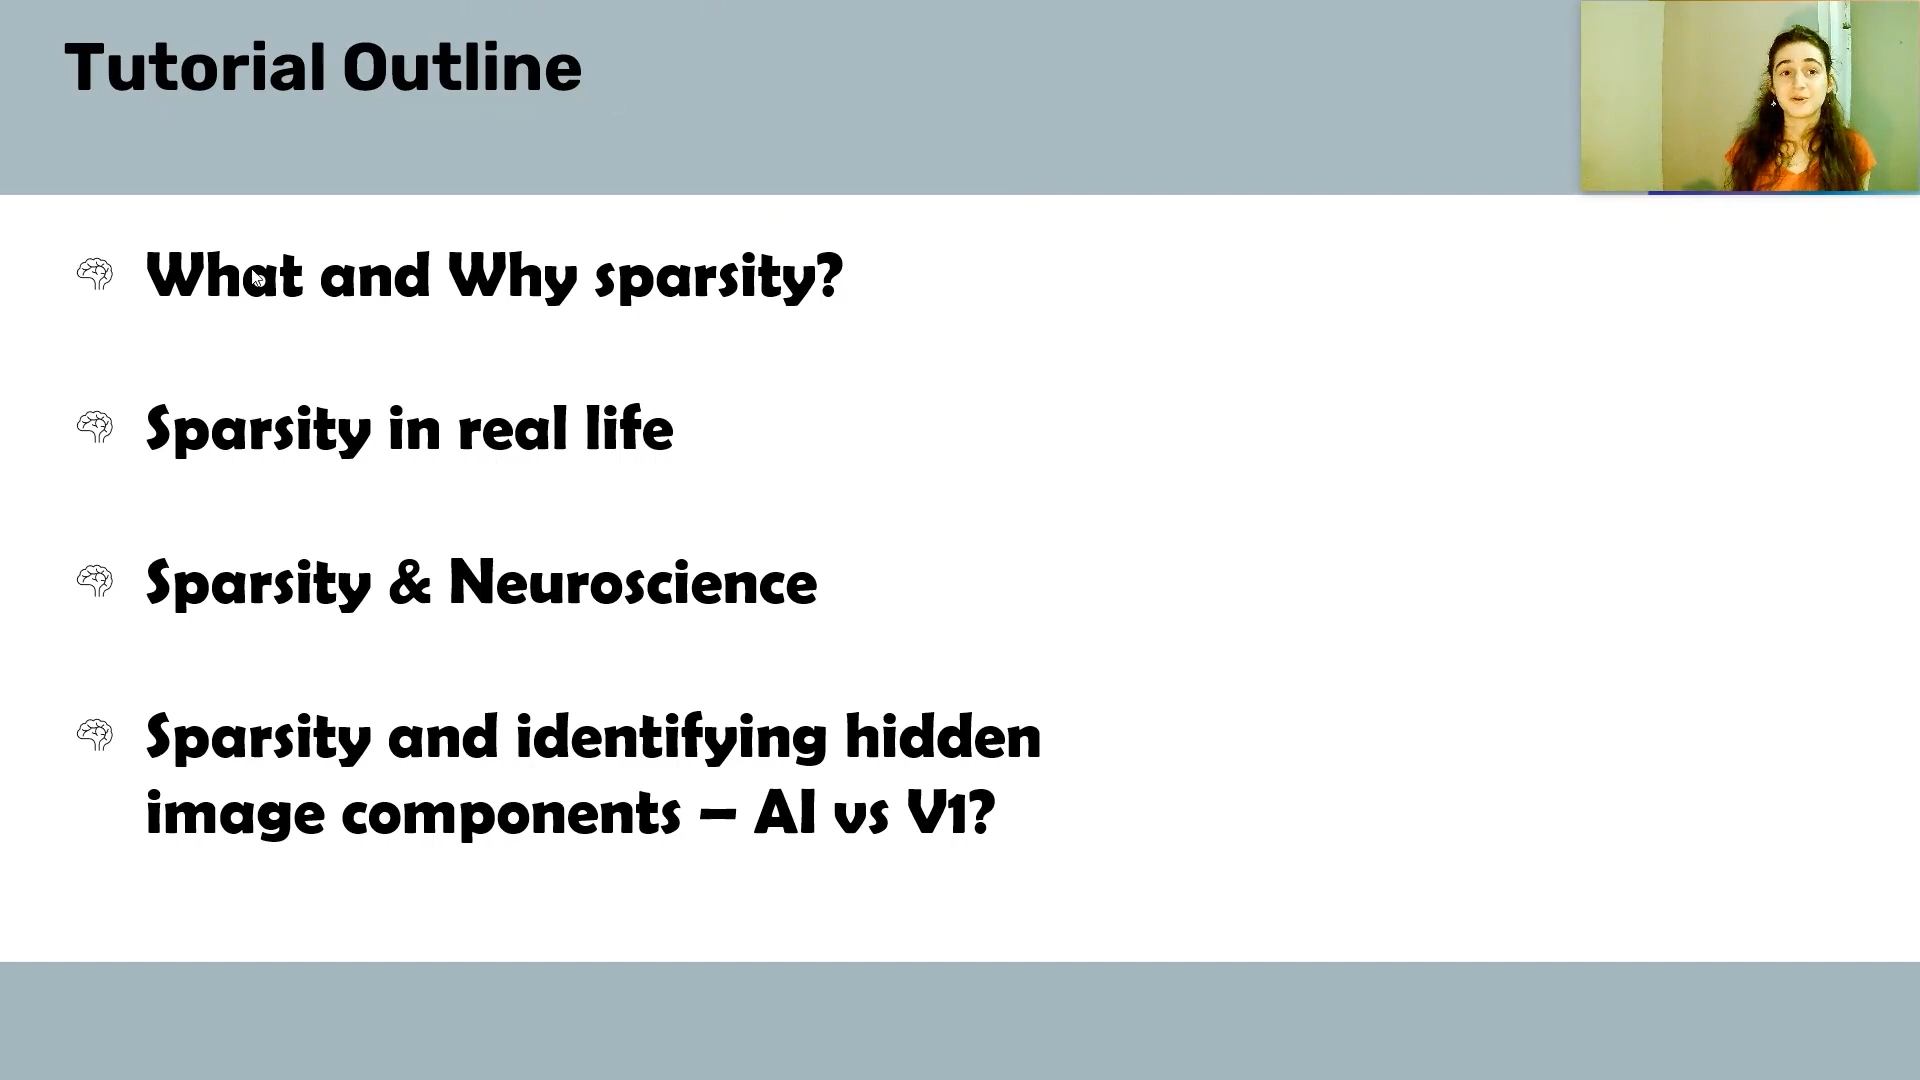 Tutorial Outline
What and Why sparsity?
Sparsity in real life
Sparsity & Neuroscience
Sparsity and identifying hidden
image components – AI vs V1?